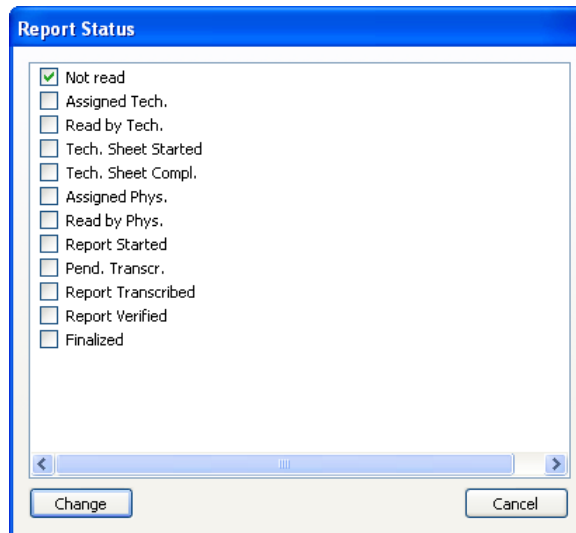 Report Status
Not read
Assigned Tech.
Read by Tech.
Tech. Sheet Started
Tech. Sheet Compl.
Assigned Phys.
Read by Phys.
Report Started
Pend. Transcr.
Report Transcribed
Report Verified
Finalized
Change Cancel